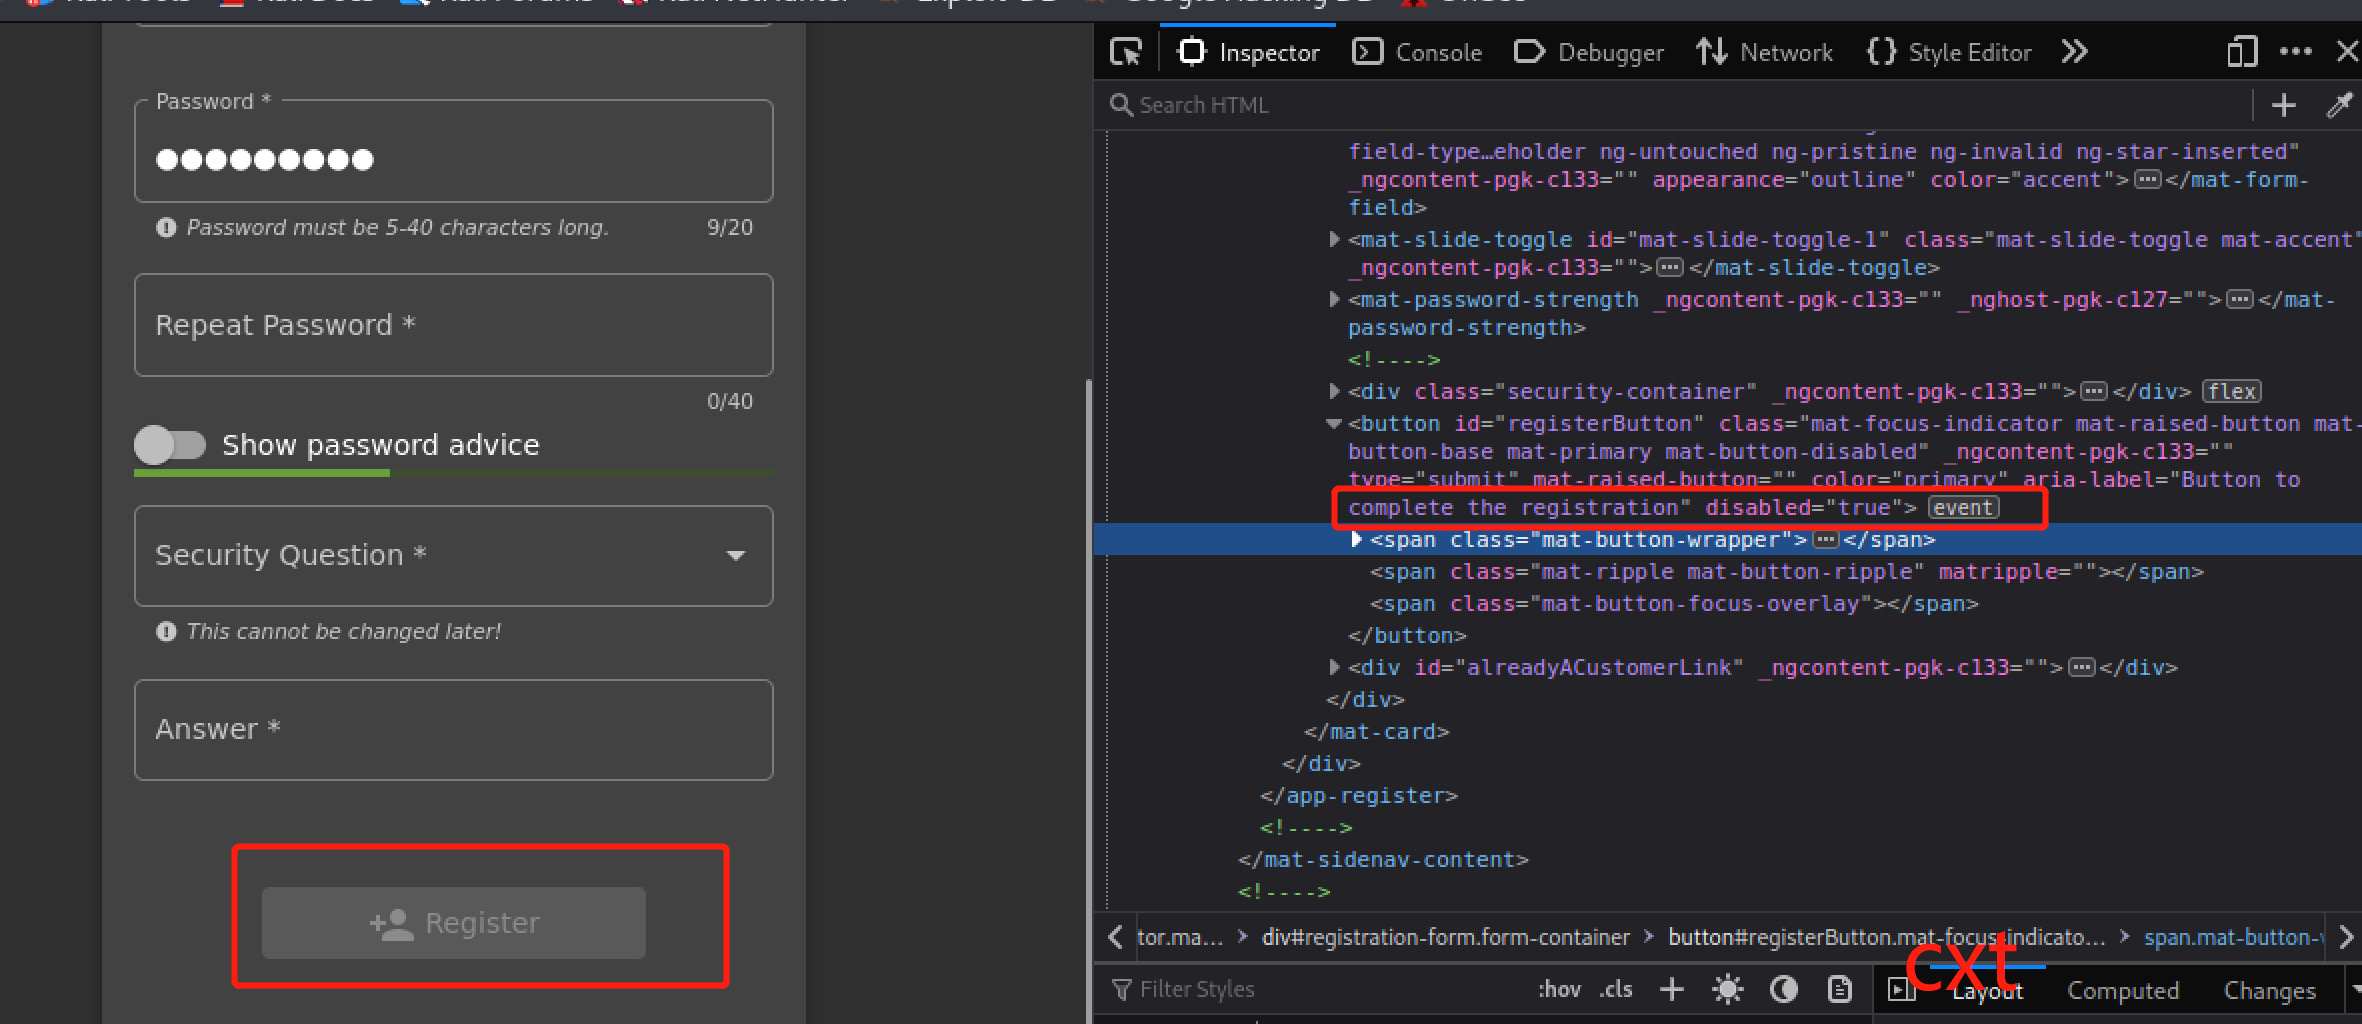 Password *
●●●●●●●●●
Password must be 5-40 characters long. 9/20
Repeat Password *
0/40
Show password advice
Security Question *
This cannot be changed later!
Answer *
Register
Inspector Console Debugger Network Style Editor
Search HTML
field-type…eholder ng-untouched ng-pristine ng-invalid ng-star-inserted"
_ngcontent-pgk-c133="" appearance="outline" color="accent">…</mat-form-
field>
<mat-slide-toggle id="mat-slide-toggle-1" class="mat-slide-toggle mat-accent"
_ngcontent-pgk-c133="">…</mat-slide-toggle>
<mat-password-strength _ngcontent-pgk-c133="" _nghost-pgk-c127="">…</mat-
password-strength>
<!---->
<div class="security-container" _ngcontent-pgk-c133="">…</div> flex
<button id="registerButton" class="mat-focus-indicator mat-raised-button mat-
button-base mat-primary mat-button-disabled" _ngcontent-pgk-c133=""
type="submit" mat-raised-button="" color="primary" aria-label="Button to
complete the registration" disabled="true"> event
<span class="mat-button-wrapper">…</span>
<span class="mat-ripple mat-button-ripple" matripple=""></span>
<span class="mat-button-focus-overlay"></span>
</button>
<div id="alreadyACustomerLink" _ngcontent-pgk-c133="">…</div>
</div>
</mat-card>
</div>
</app-register>
<!---->
</mat-sidenav-content>
<!---->
tor.ma… > div#registration-form.form-container > button#registerButton.mat-focus-indicato… > span.mat-button-
cxt
Filter Styles :hov .cls + Layout Computed Changes